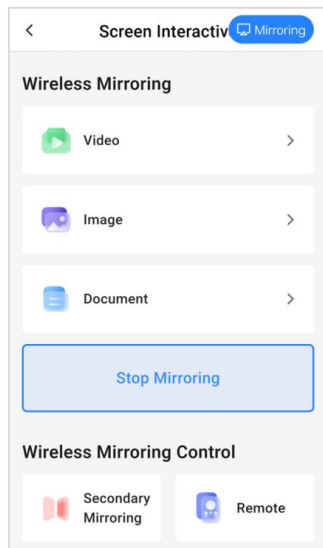 Screen Interactiv
Mirroring
Wireless Mirroring
Video
Image
Document
Stop Mirroring
Wireless Mirroring Control
Secondary
Mirroring
Remote